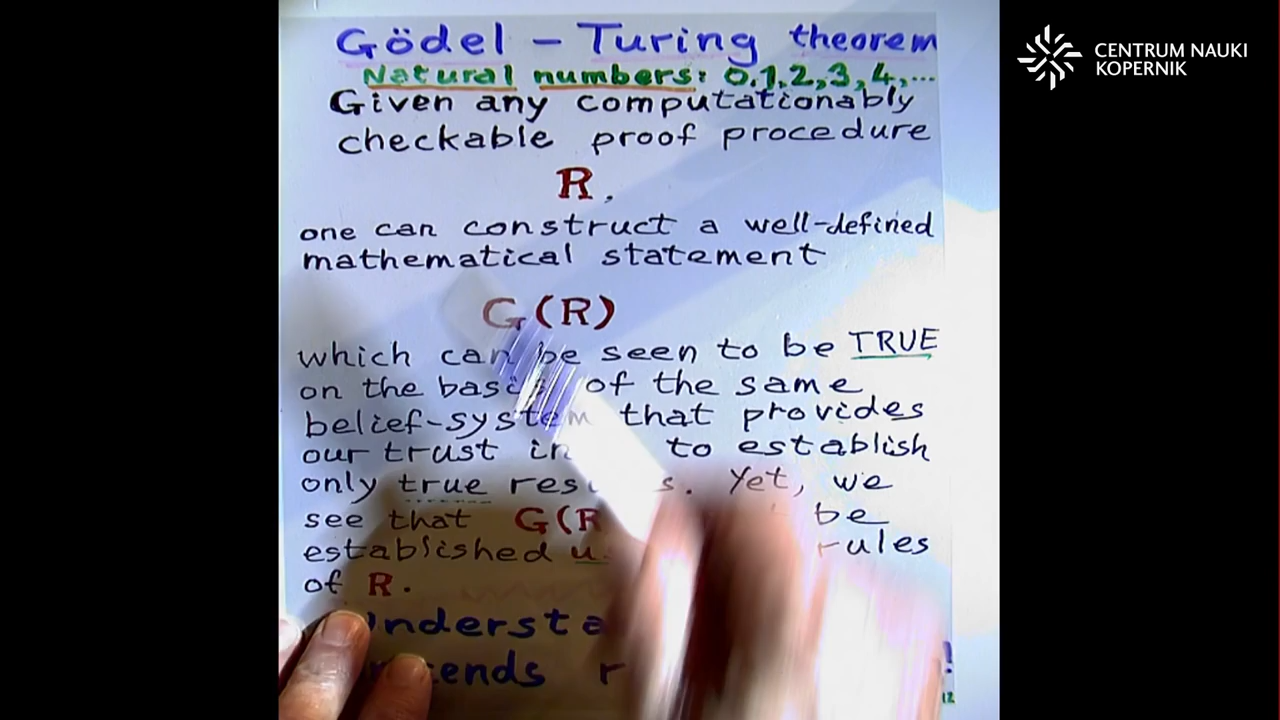 Gödel – Turing theorem
Natural numbers: 0,1,2,3,4,...
Given any computationably
checkable proof procedure
R,
one can construct a well-defined
mathematical statement
G(R)
which can be seen to be TRUE
on the basis of the same
belief-system that provides
our trust in to establish
only true Yet, we
see that G(R be
established rules
of R.
!
CENTRUM NAUKI
KOPERNIK